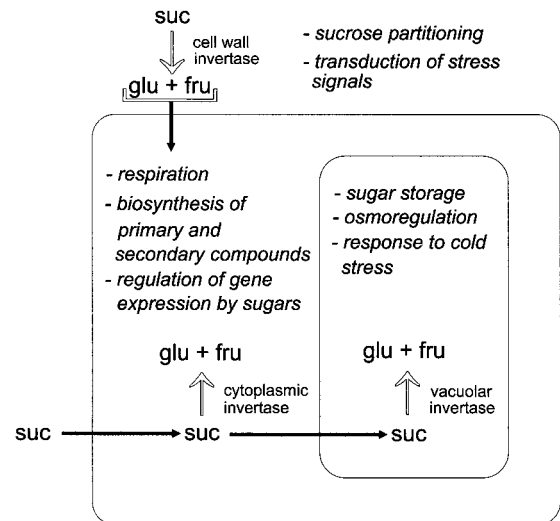 suc
cell wall
invertase
glu + fru
- sucrose partitioning
- transduction of stress
signals
- respiration
- biosynthesis of
primary and
secondary compounds
- regulation of gene
expression by sugars
- sugar storage
- osmoregulation
- response to cold
stress
glu + fru
cytoplasmic
invertase
glu + fru
vacuolar
invertase
suc
suc
suc